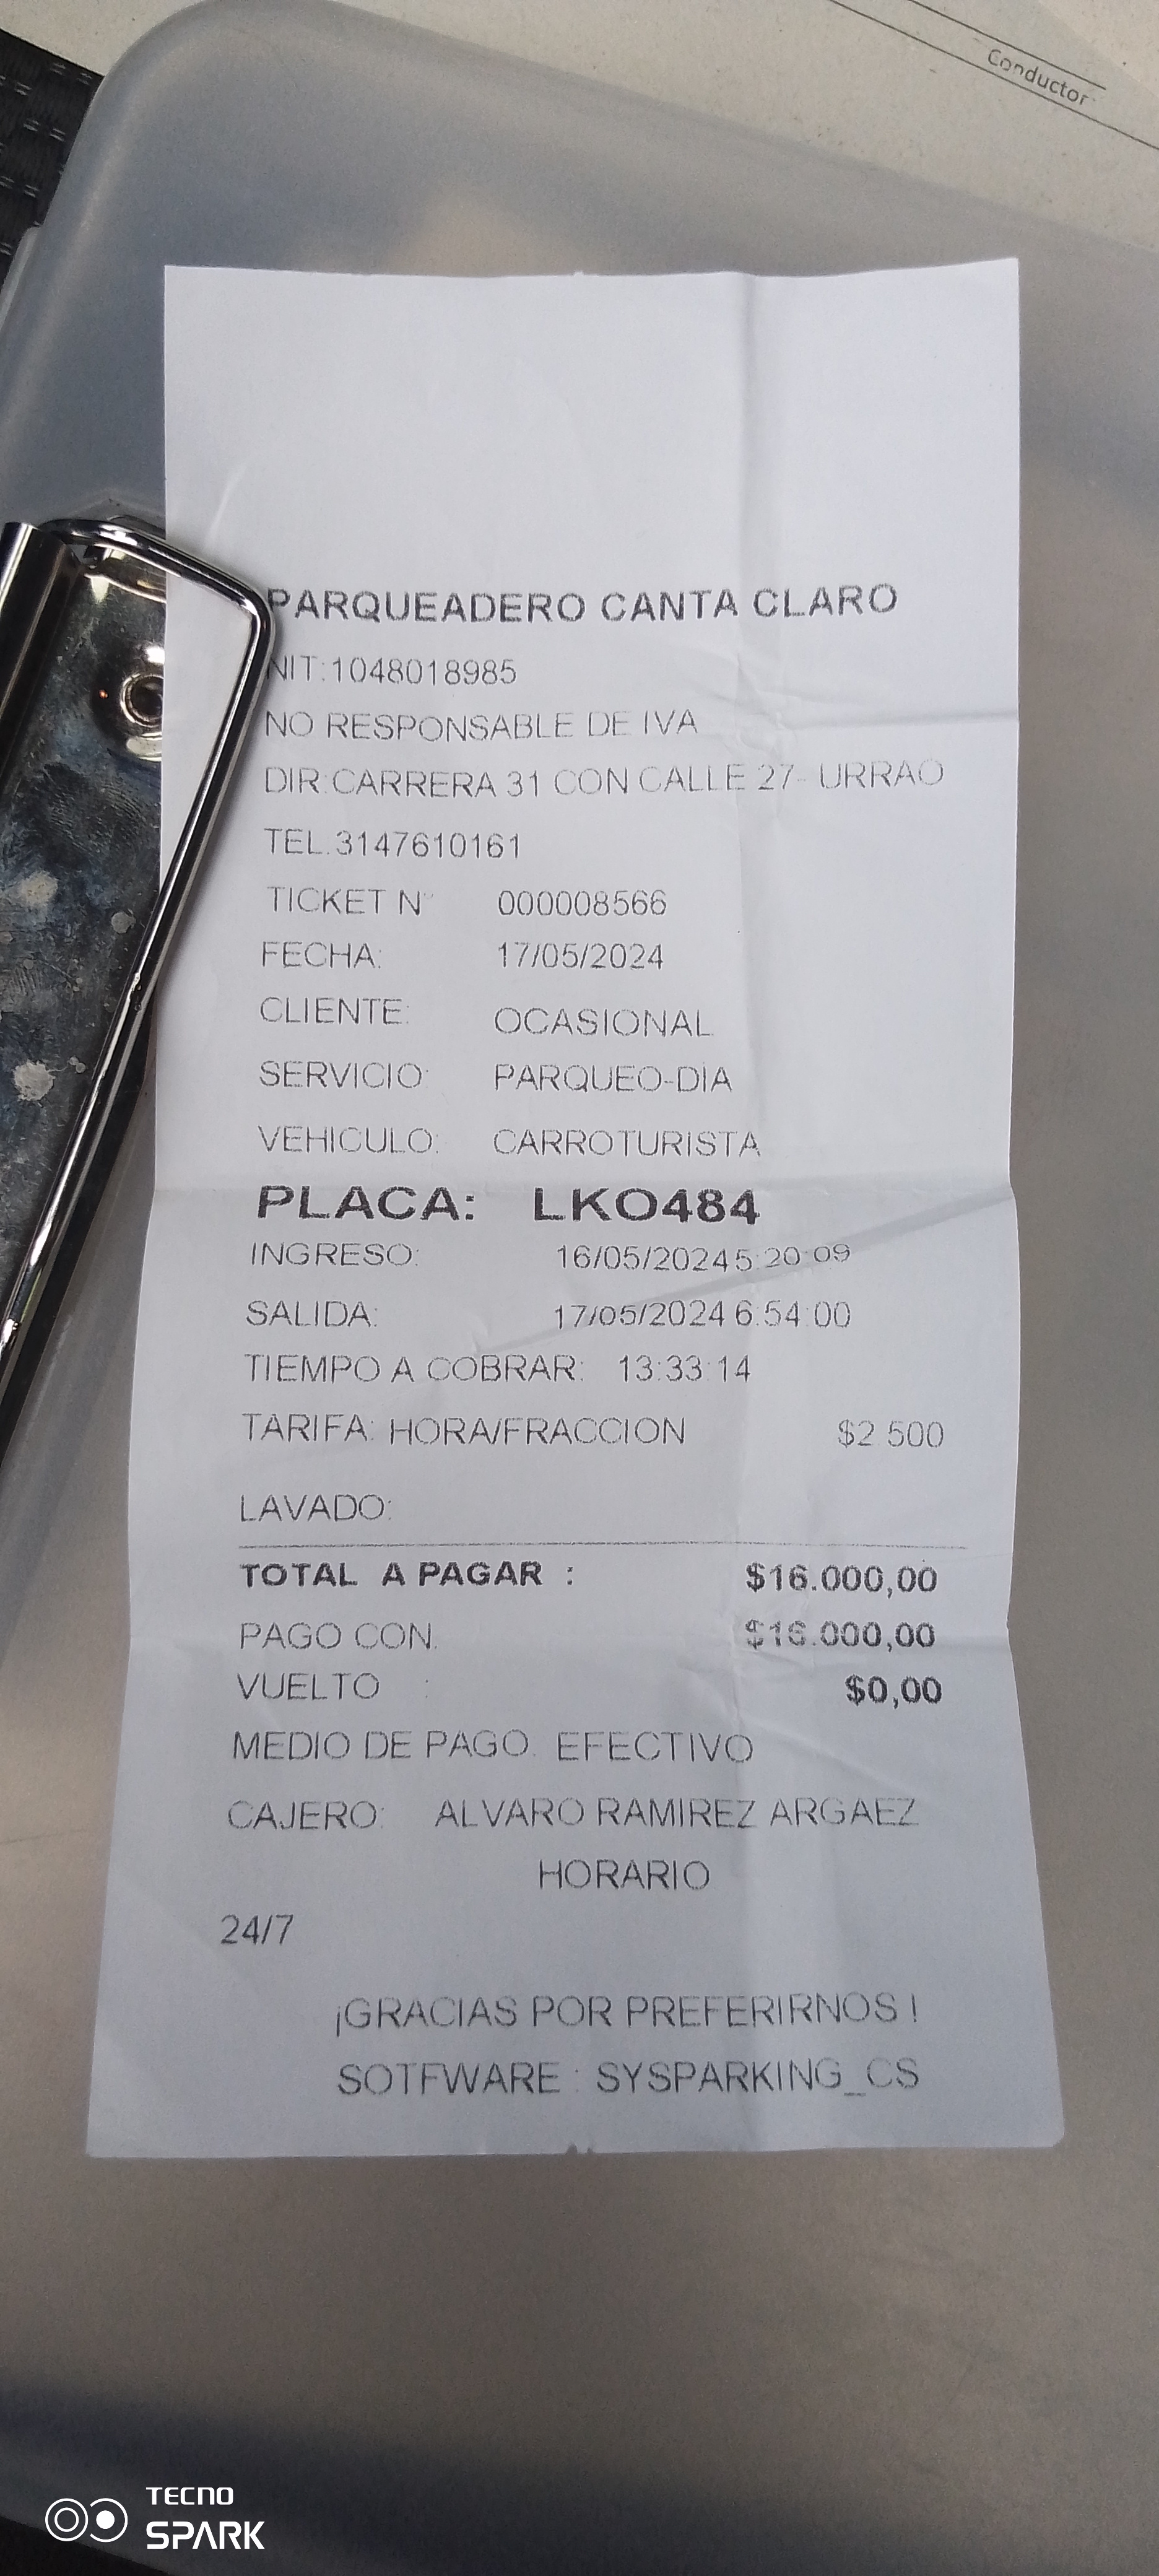 Conductor
PARQUEADERO CANTA CLARO
NIT:1048018985
NO RESPONSABLE DE IVA
DIR:CARRERA 31 CON CALLE 27- URRAO
TEL.3147610161
TICKET N° 000008566
FECHA: 17/05/2024
CLIENTE: OCASIONAL
SERVICIO: PARQUEO-DIA
VEHICULO: CARROTURISTA
PLACA: LKO484
INGRESO: 16/05/2024 5:20:09
SALIDA: 17/05/2024 6:54:00
TIEMPO A COBRAR: 13:33:14
TARIFA: HORA/FRACCION $2.500
LAVADO:
TOTAL A PAGAR : $16.000,00
PAGO CON: $16.000,00
VUELTO : $0,00
MEDIO DE PAGO: EFECTIVO
CAJERO: ALVARO RAMIREZ ARGAEZ
HORARIO
24/7
¡GRACIAS POR PREFERIRNOS !
SOTFWARE : SYSPARKING_CS
TECNO
SPARK